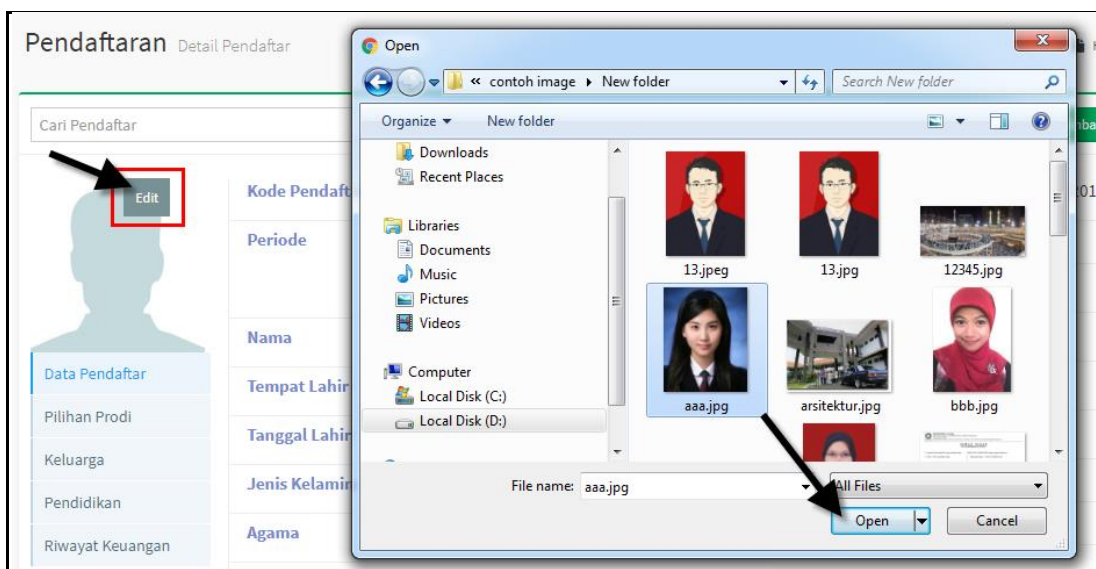 Pendaftaran Detail Pendaftar
Cari Pendaftar
Edit
Kode Pendaft
Periode
Nama
Tempat Lahir
Tanggal Lahir
Jenis Kelamin
Agama
Data Pendaftar
Pilihan Prodi
Keluarga
Pendidikan
Riwayat Keuangan
Open
x
« contoh image New folder
Search New folder
Organize New folder
Downloads
Recent Places
Libraries
Documents
Music
Pictures
Videos
Computer
Local Disk (C:)
Local Disk (D:)
13.jpeg 13.jpg 12345.jpg
aaa.jpg arsitektur.jpg bbb.jpg
File name: aaa.jpg All Files
Open Cancel
201